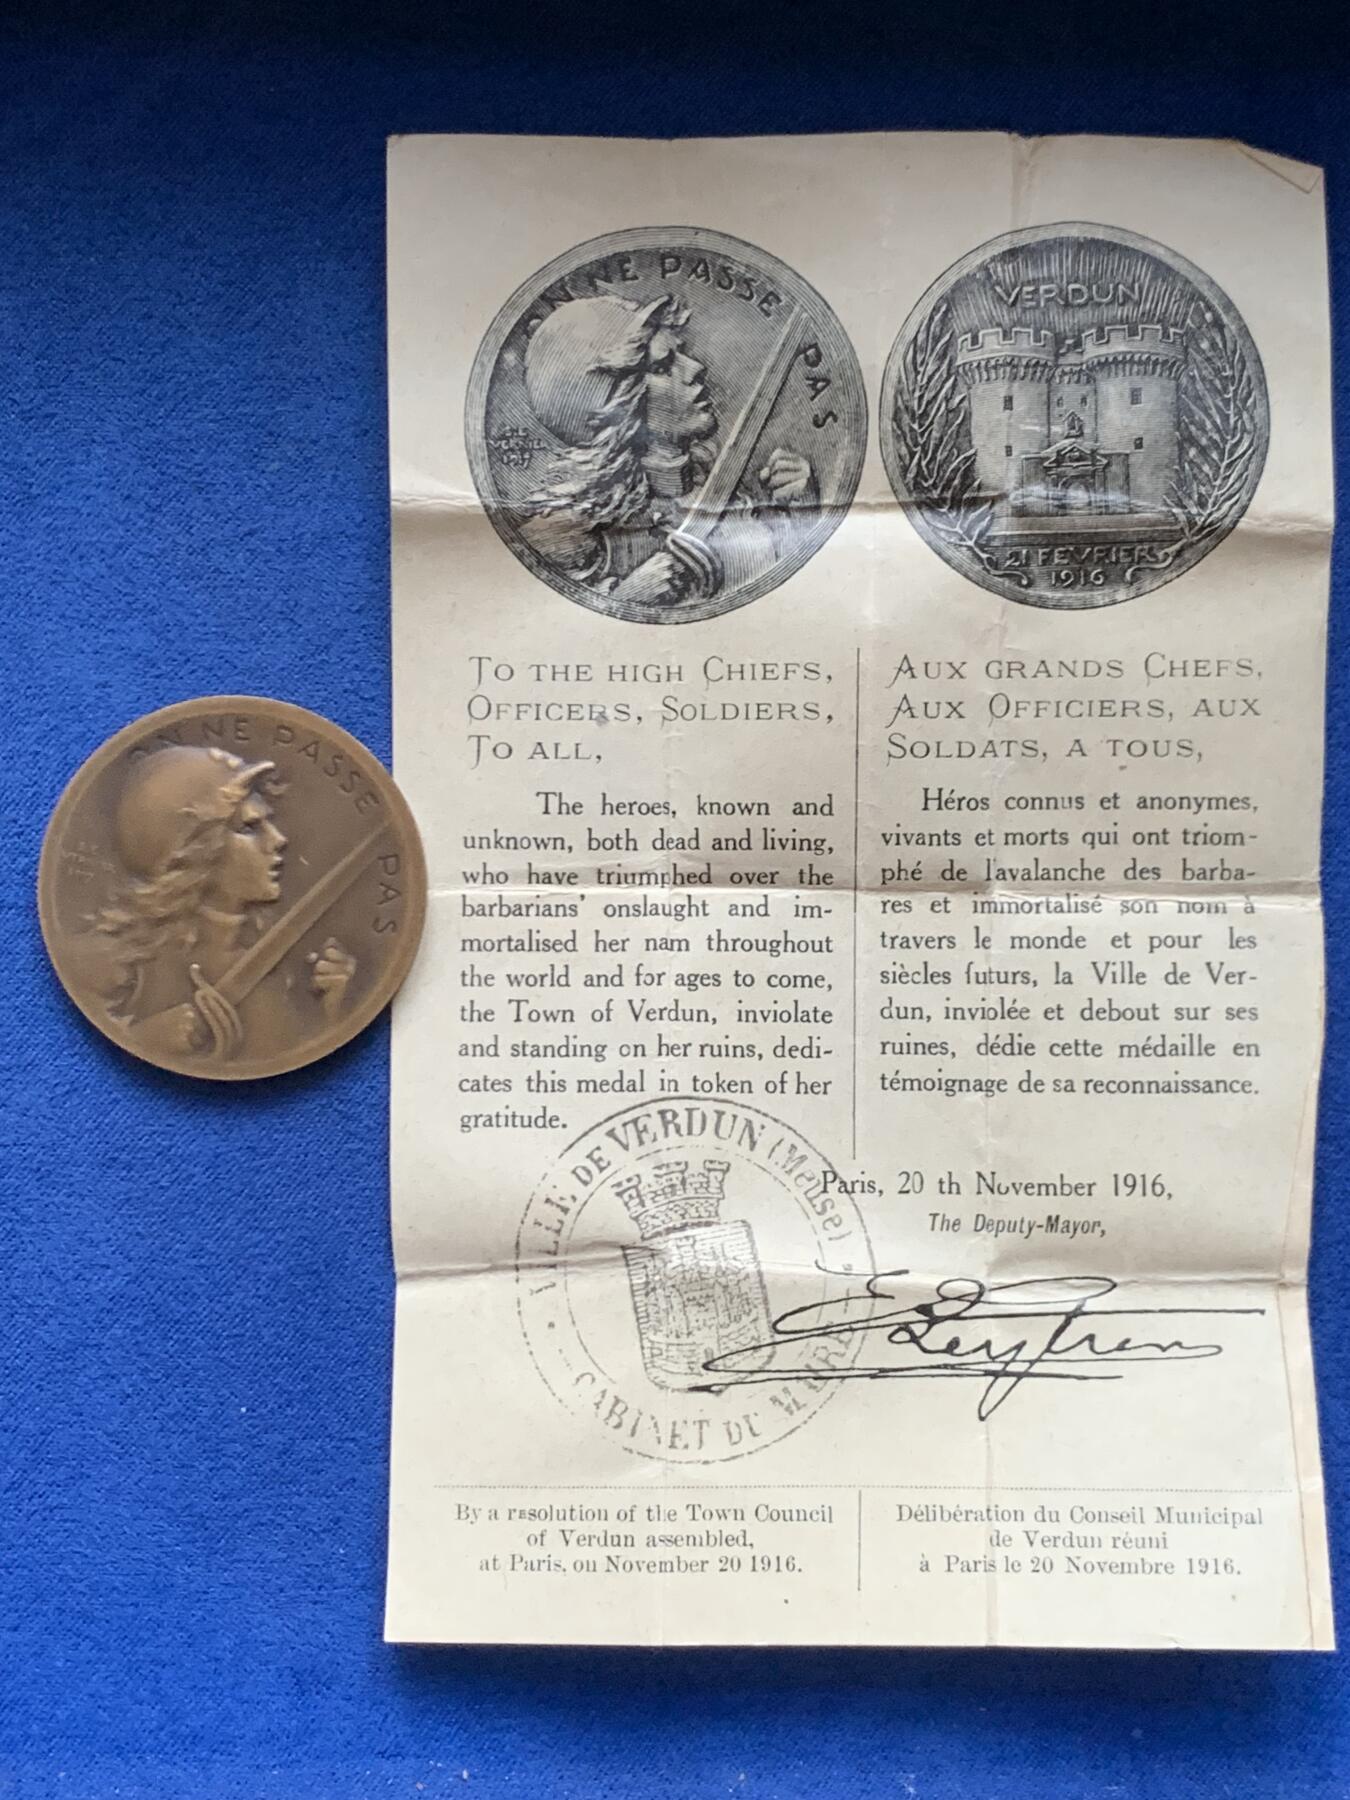 ON NE PASSE PAS
ON NE PASSE PAS
VERNIER
VERDUN
21 FEVRIER
1916
TO THE HIGH CHIEFS,
OFFICERS, SOLDIERS,
TO ALL,
The heroes, known and
unknown, both dead and living,
who have triumphed over the
barbarians' onslaught and im-
mortalised her nam throughout
the world and for ages to come,
the Town of Verdun, inviolate
and standing on her ruins, dedi-
cates this medal in token of her
gratitude.
AUX GRANDS CHEFS,
AUX OFFICIERS, AUX
SOLDATS, A TOUS,
Héros connus et anonymes,
vivants et morts qui ont triom-
phé de l'avalanche des barba-
res et immortalisé son nom à
travers le monde et pour les
siècles futurs, la Ville de Ver-
dun, inviolée et debout sur ses
ruines, dédie cette médaille en
témoignage de sa reconnaissance.
VILLE DE VERDUN (Meuse)
CABINET DU MAIRE
Paris, 20 th November 1916,
The Deputy-Mayor,
By a resolution of the Town Council
of Verdun assembled,
at Paris, on November 20 1916.
Délibération du Conseil Municipal
de Verdun réuni
à Paris le 20 Novembre 1916.